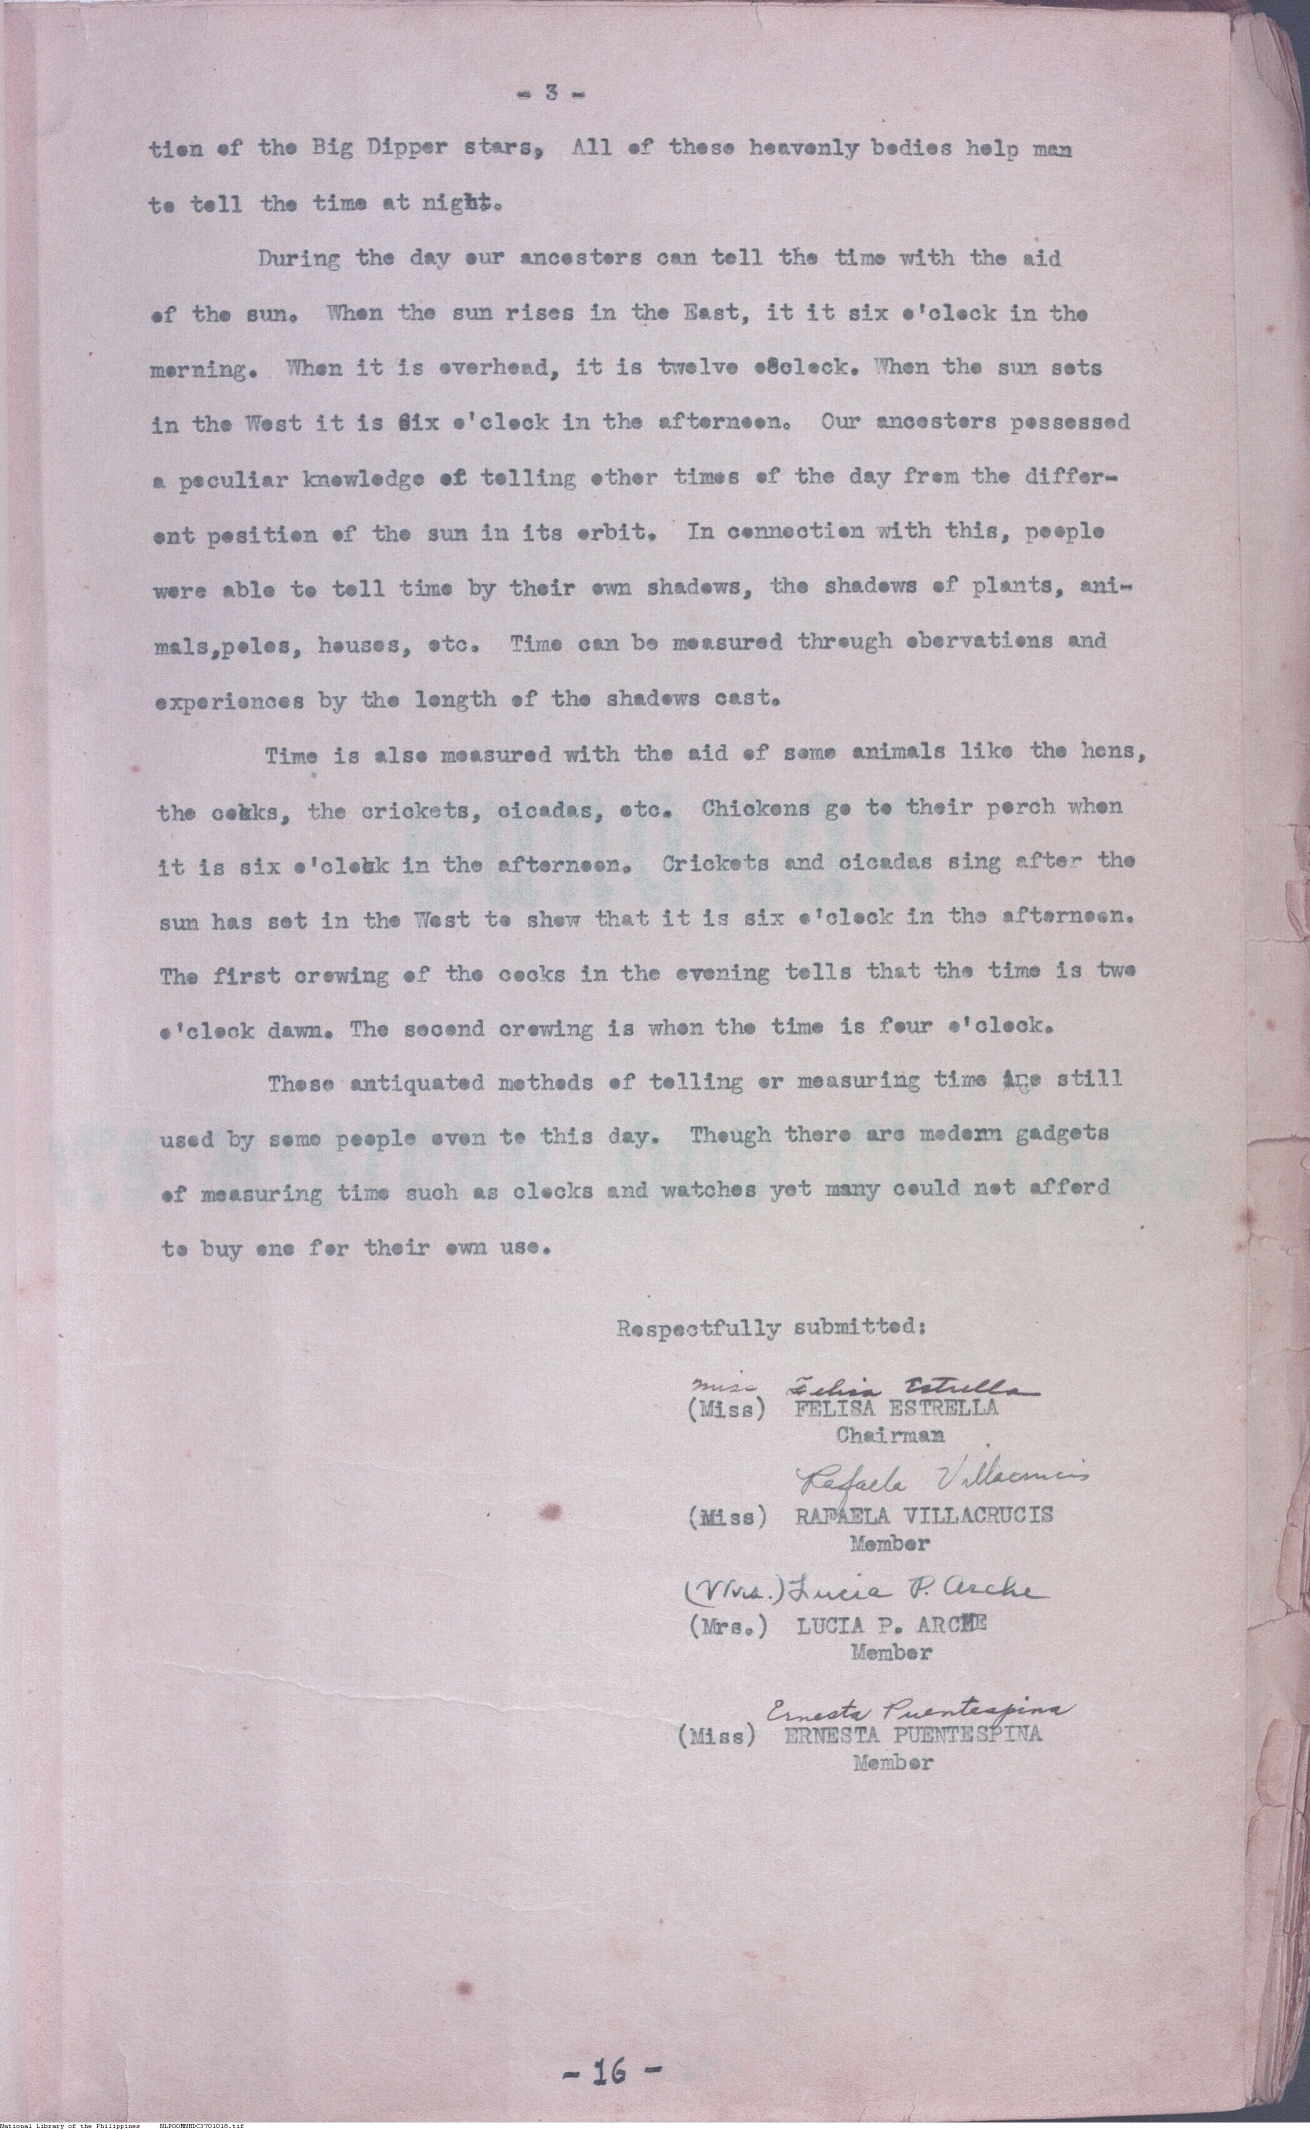 - 3 -
tion of the Big Dipper stars, All of these heavenly bodies help man
to tell the time at night.
During the day our ancestors can tell the time with the aid
of the sun. When the sun rises in the East, it it six o'clock in the
morning. When it is overhead, it is twelve o8clock. When the sun sets
in the West it is six o'clock in the afternoon. Our ancestors possessed
a peculiar knowledge of telling other times of the day from the differ-
ent position of the sun in its orbit. In connection with this, people
were able to tell time by their own shadows, the shadows of plants, ani-
mals,poles, houses, etc. Time can be measured through obervations and
experiences by the length of the shadows cast.
Time is also measured with the aid of some animals like the hens,
the cocks, the crickets, cicadas, etc. Chickens go to their perch when
it is six o'clock in the afternoon. Crickets and cicadas sing after the
sun has set in the West to show that it is six o'clock in the afternoon.
The first crowing of the cocks in the evening tells that the time is two
o'clock dawn. The second crowing is when the time is four o'clock.
These antiquated methods of telling or measuring time are still
used by some people even to this day. Though there are modern gadgets
of measuring time such as clocks and watches yet many could not afford
to buy one for their own use.
Respectfully submitted:
Miss Felisa Estrella
(Miss) FELISA ESTRELLA
Chairman
Rafaela Villacrucis
(Miss) RAFAELA VILLACRUCIS
Member
(Mrs.) Lucia P. Arche
(Mrs.) LUCIA P. ARCHE
Member
Ernesta Puentespina
(Miss) ERNESTA PUENTESPINA
Member
- 16 -
National Library of the Philippines NLPOOMNHDC3701018.tif